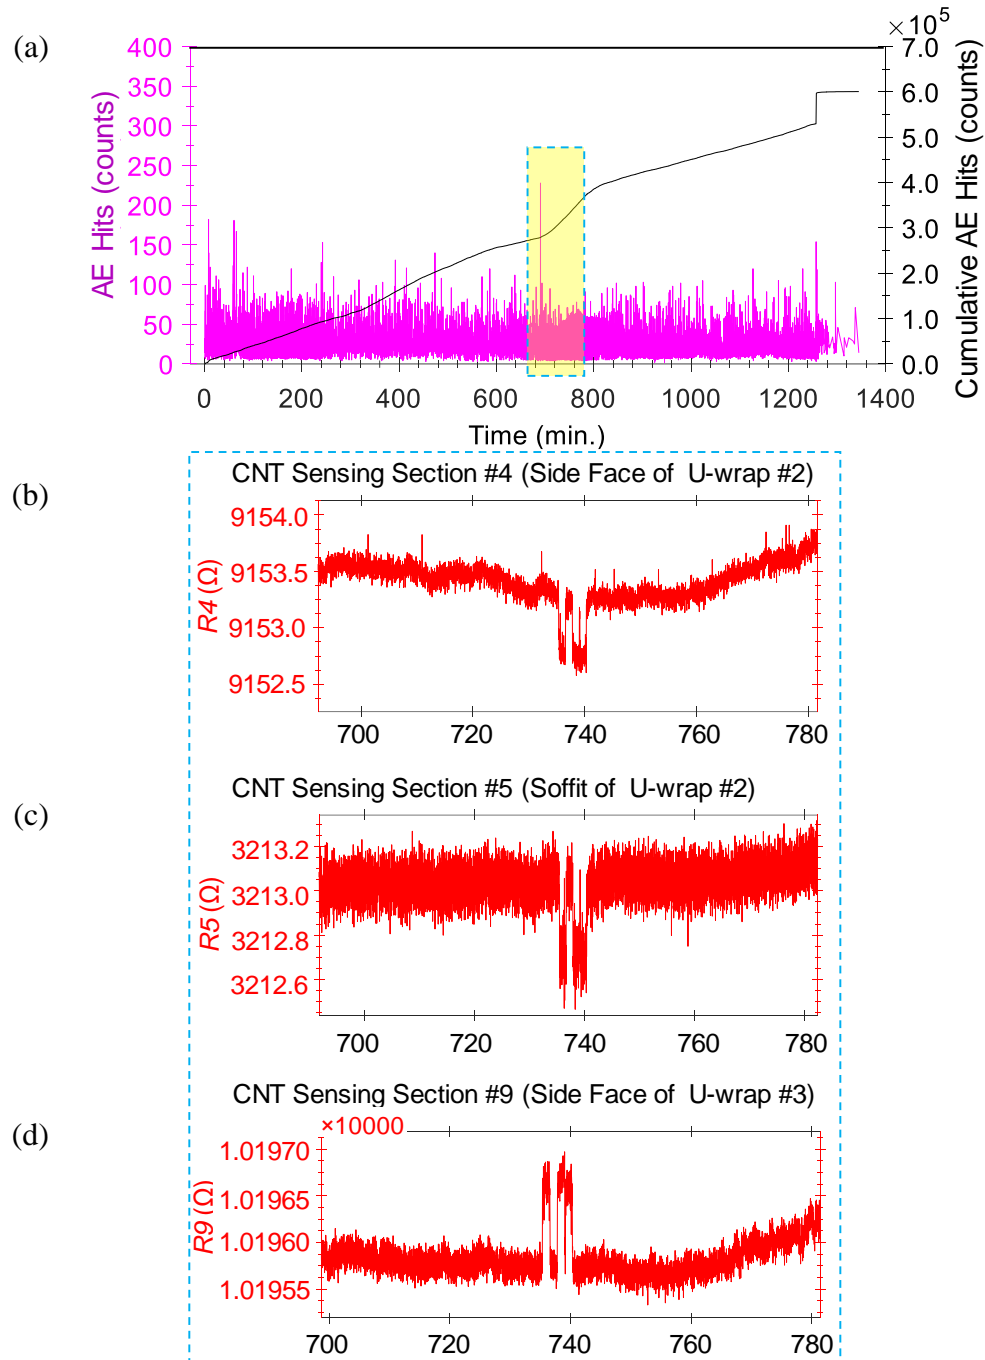 (a)
×10⁵
400
350
300
250
200
150
100
50
0
AE Hits (counts)
7.0
6.0
5.0
4.0
3.0
2.0
1.0
0.0
Cumulative AE Hits (counts)
0 200 400 600 800 1000 1200 1400
Time (min.)
(b)
CNT Sensing Section #4 (Side Face of U-wrap #2)
9154.0
9153.5
9153.0
9152.5
R4 (Ω)
700 720 740 760 780
(c)
CNT Sensing Section #5 (Soffit of U-wrap #2)
3213.2
3213.0
3212.8
3212.6
R5 (Ω)
700 720 740 760 780
(d)
CNT Sensing Section #9 (Side Face of U-wrap #3)
×10000
1.01970
1.01965
1.01960
1.01955
R9 (Ω)
700 720 740 760 780